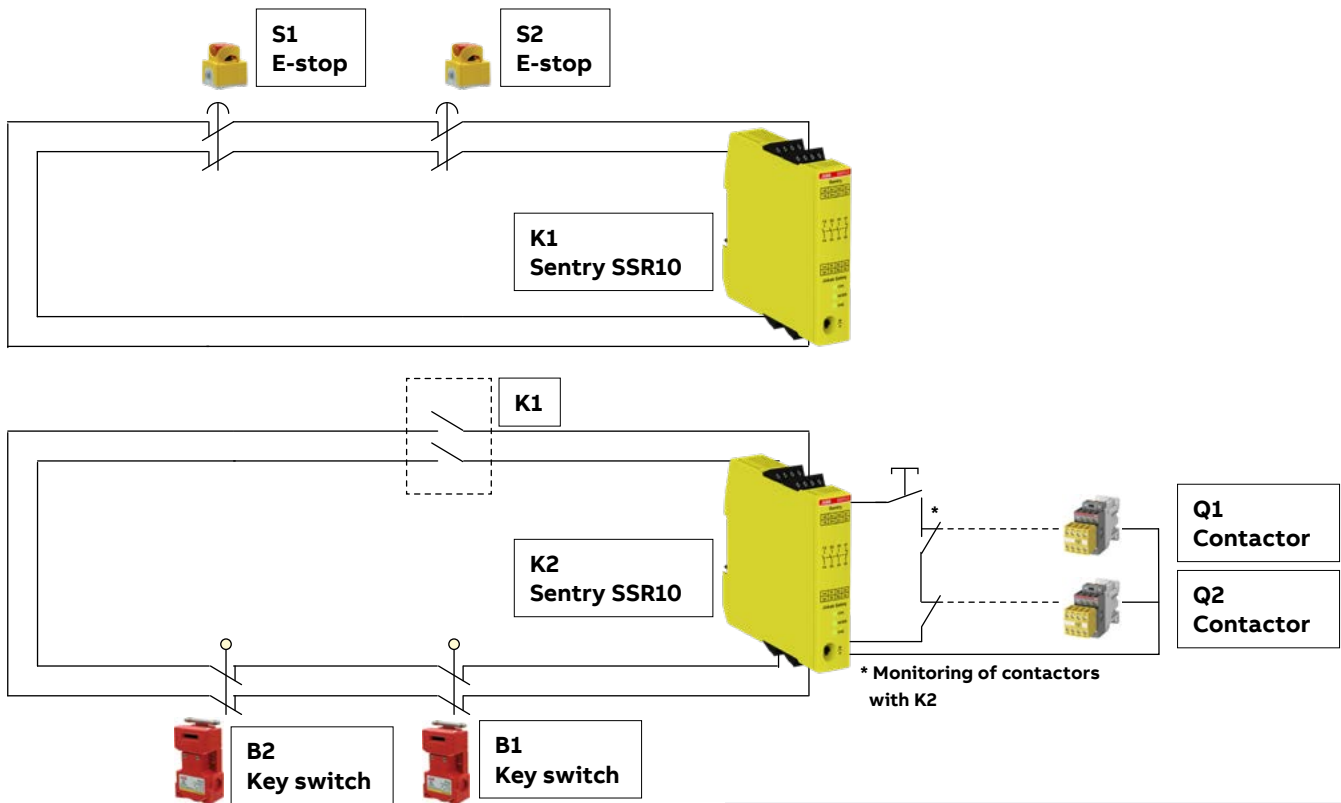 S1
E-stop
S2
E-stop
K1
Sentry SSR10
K1
K2
Sentry SSR10
*
Q1
Contactor
Q2
Contactor
* Monitoring of contactors
with K2
B2
Key switch
B1
Key switch